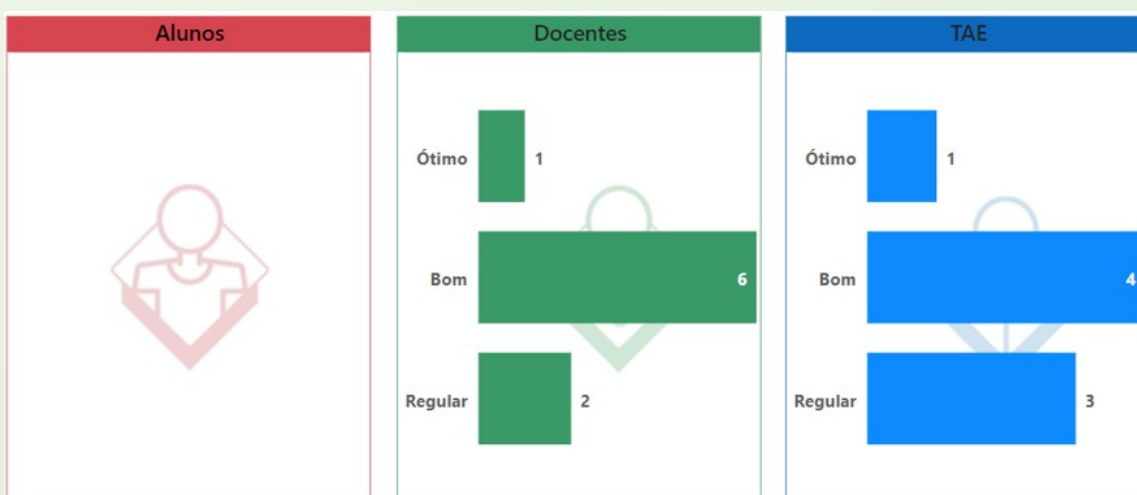 Alunos
Docentes
Ótimo 1
Bom 6
Regular 2
TAE
Ótimo 1
Bom 4
Regular 3